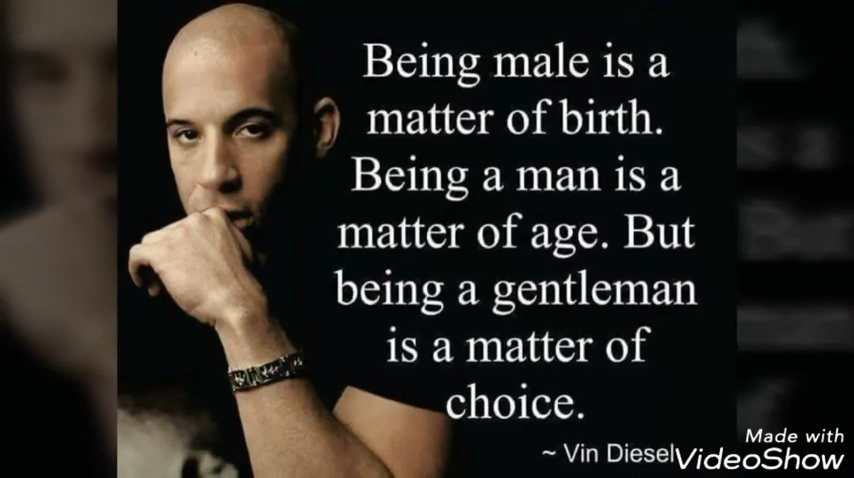 Being male is a
matter of birth.
Being a man is a
matter of age. But
being a gentleman
is a matter of
choice.
~ Vin Diesel
Made with
VideoShow